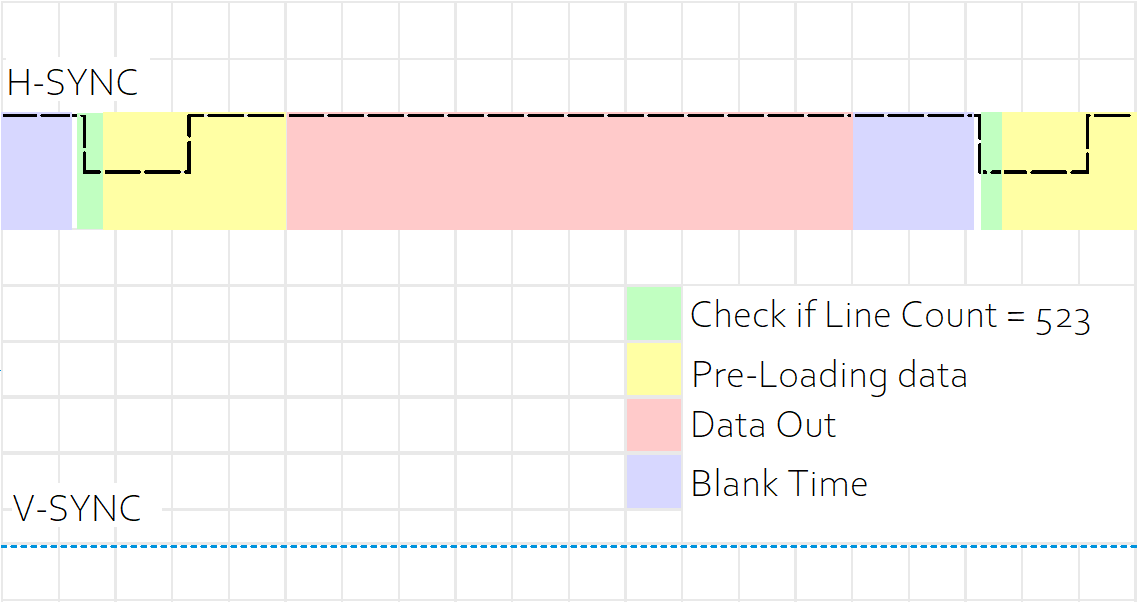 H-SYNC
Check if Line Count = 523
Pre-Loading data
Data Out
Blank Time
V-SYNC